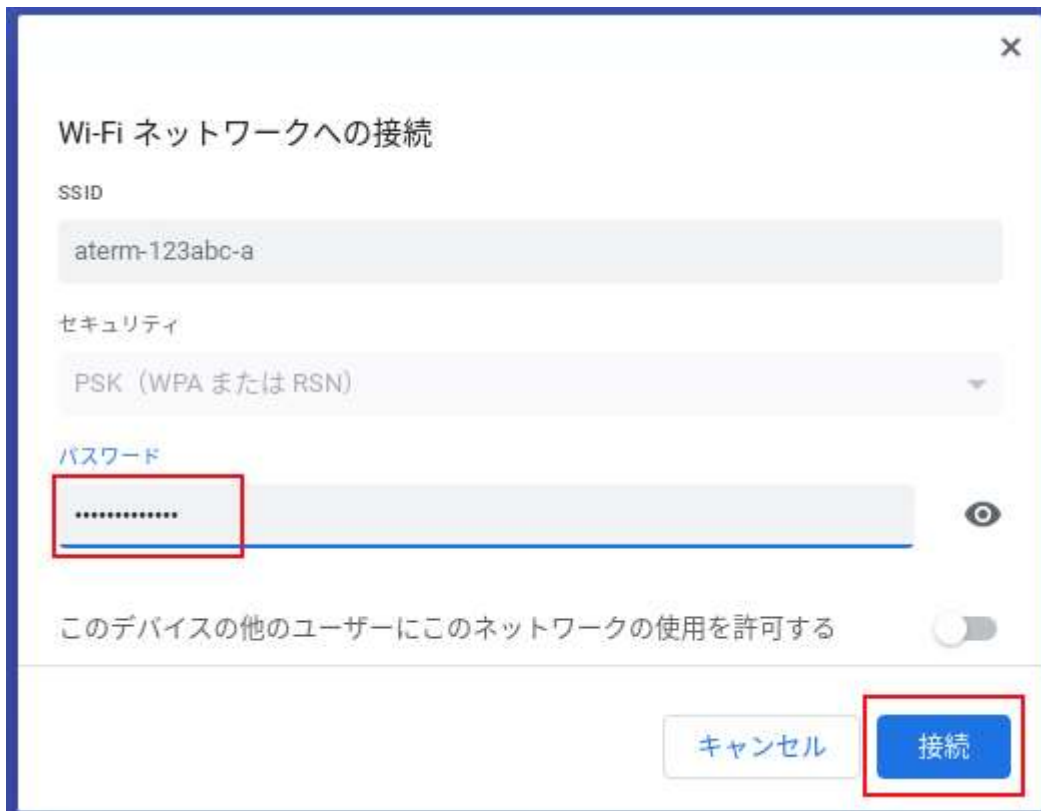 Wi-Fi ネットワークへの接続
SSID
aterm-123abc-a
セキュリティ
PSK（WPA または RSN）
パスワード
•••••••••••••
このデバイスの他のユーザーにこのネットワークの使用を許可する
キャンセル
接続